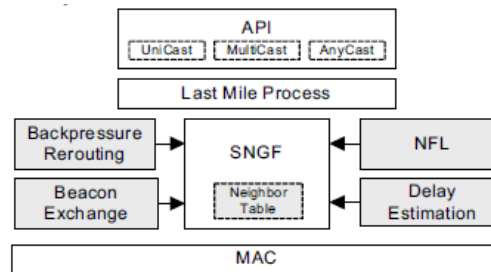 API
UniCast MultiCast AnyCast
Last Mile Process
Backpressure
Rerouting
SNGF
NFL
Beacon
Exchange
Neighbor
Table
Delay
Estimation
MAC